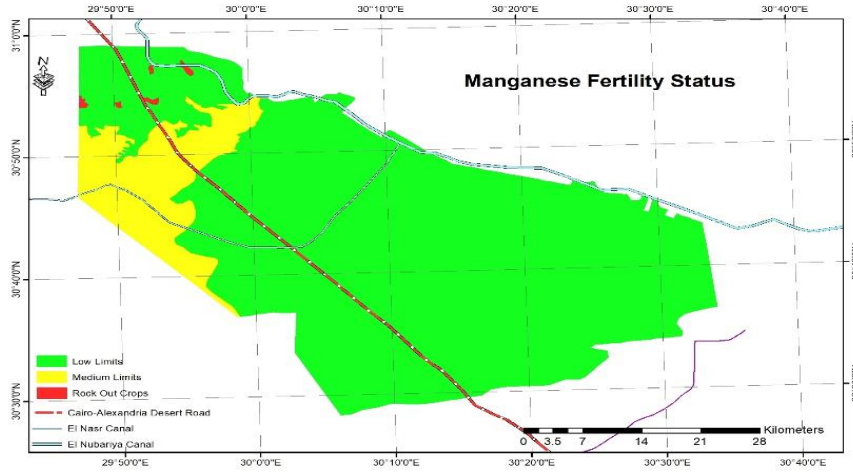 29°50'0"E 30°0'0"E 30°10'0"E 30°20'0"E 30°30'0"E 30°40'0"E
31°0'0"N
N
Manganese Fertility Status
30°50'0"N
30°40'0"N
30°30'0"N
Low Limits
Medium Limits
Rock Out Crops
Cairo-Alexandria Desert Road
El Nasr Canal
El Nubariya Canal
Kilometers
0 3.5 7 14 21 28
29°50'0"E 30°0'0"E 30°10'0"E 30°20'0"E 30°30'0"E 30°40'0"E